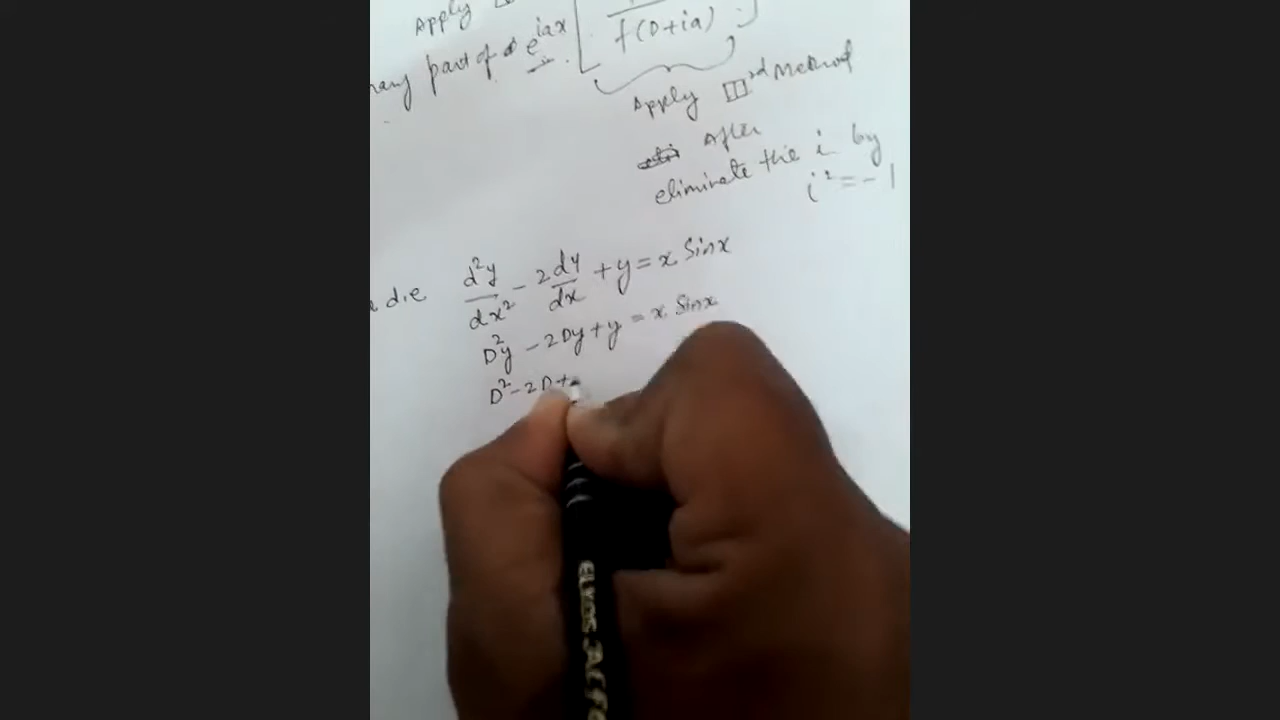 Apply
part of e^{iax} [ 1/f(D+ia) ]
Apply III^{rd} Method
After
eliminate the i by
i² = -1
d.e d²y/dx² - 2 dy/dx + y = x Sinx
D²y - 2Dy + y = x Sinx
D² - 2D +